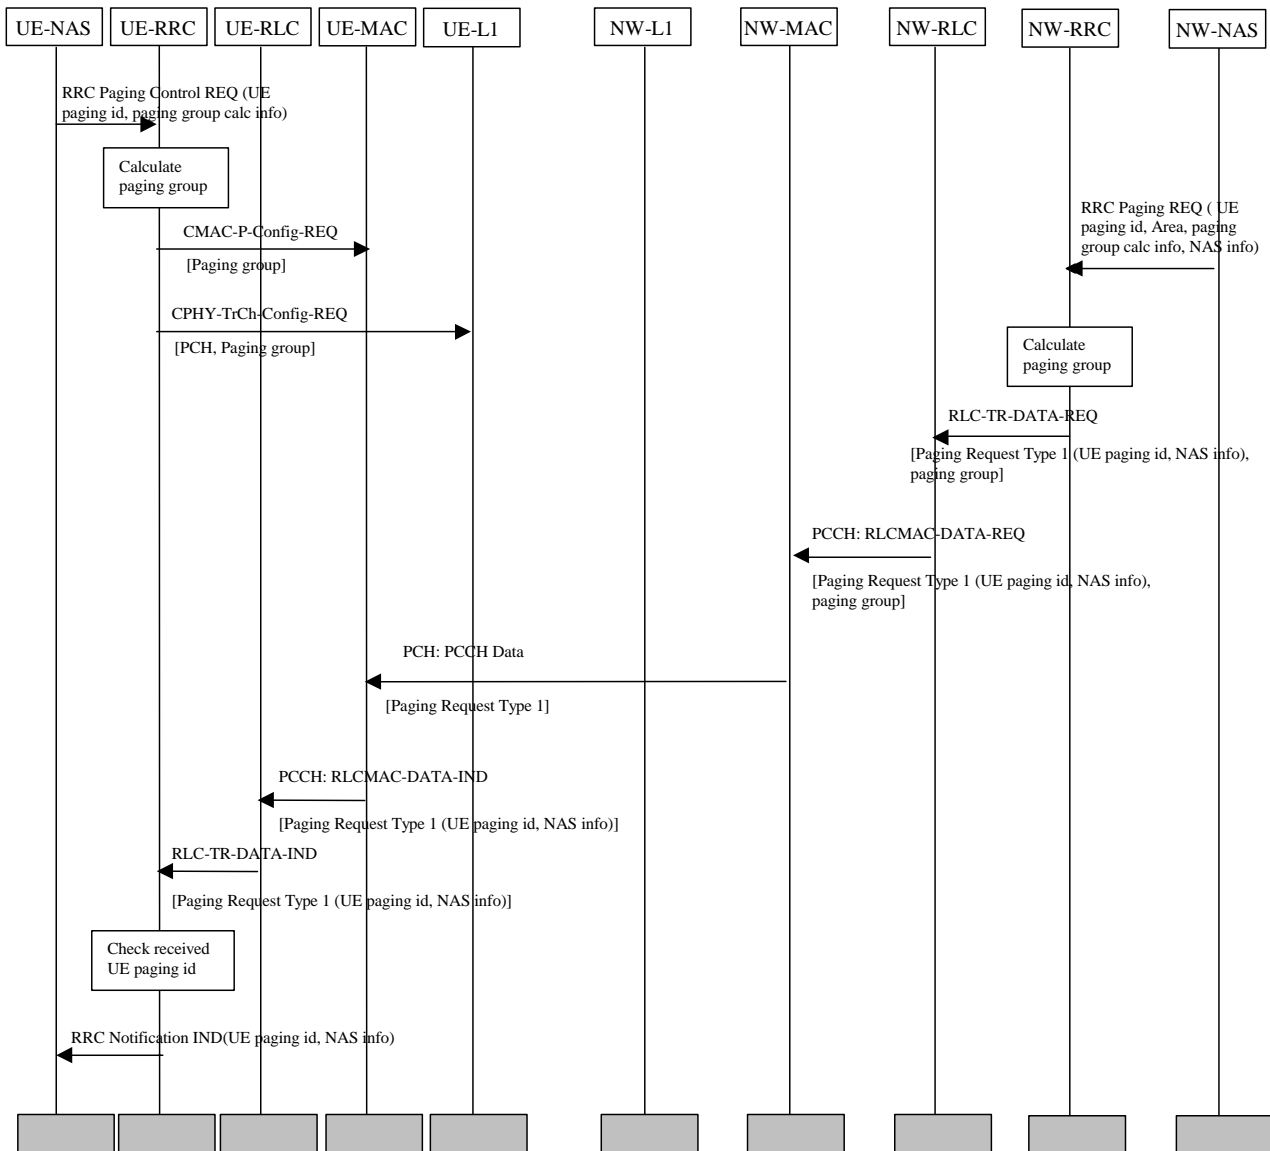 UE-NAS
UE-RRC
UE-RLC
UE-MAC
UE-L1
NW-L1
NW-MAC
NW-RLC
NW-RRC
NW-NAS
RRC Paging Control REQ (UE
paging id, paging group calc info)
Calculate
paging group
RRC Paging REQ ( UE
paging id, Area, paging
group calc info, NAS info)
CMAC-P-Config-REQ
[Paging group]
CPHY-TrCh-Config-REQ
[PCH, Paging group]
Calculate
paging group
RLC-TR-DATA-REQ
[Paging Request Type 1 (UE paging id, NAS info),
paging group]
PCCH: RLCMAC-DATA-REQ
[Paging Request Type 1 (UE paging id, NAS info),
paging group]
PCH: PCCH Data
[Paging Request Type 1]
PCCH: RLCMAC-DATA-IND
[Paging Request Type 1 (UE paging id, NAS info)]
RLC-TR-DATA-IND
[Paging Request Type 1 (UE paging id, NAS info)]
Check received
UE paging id
RRC Notification IND(UE paging id, NAS info)